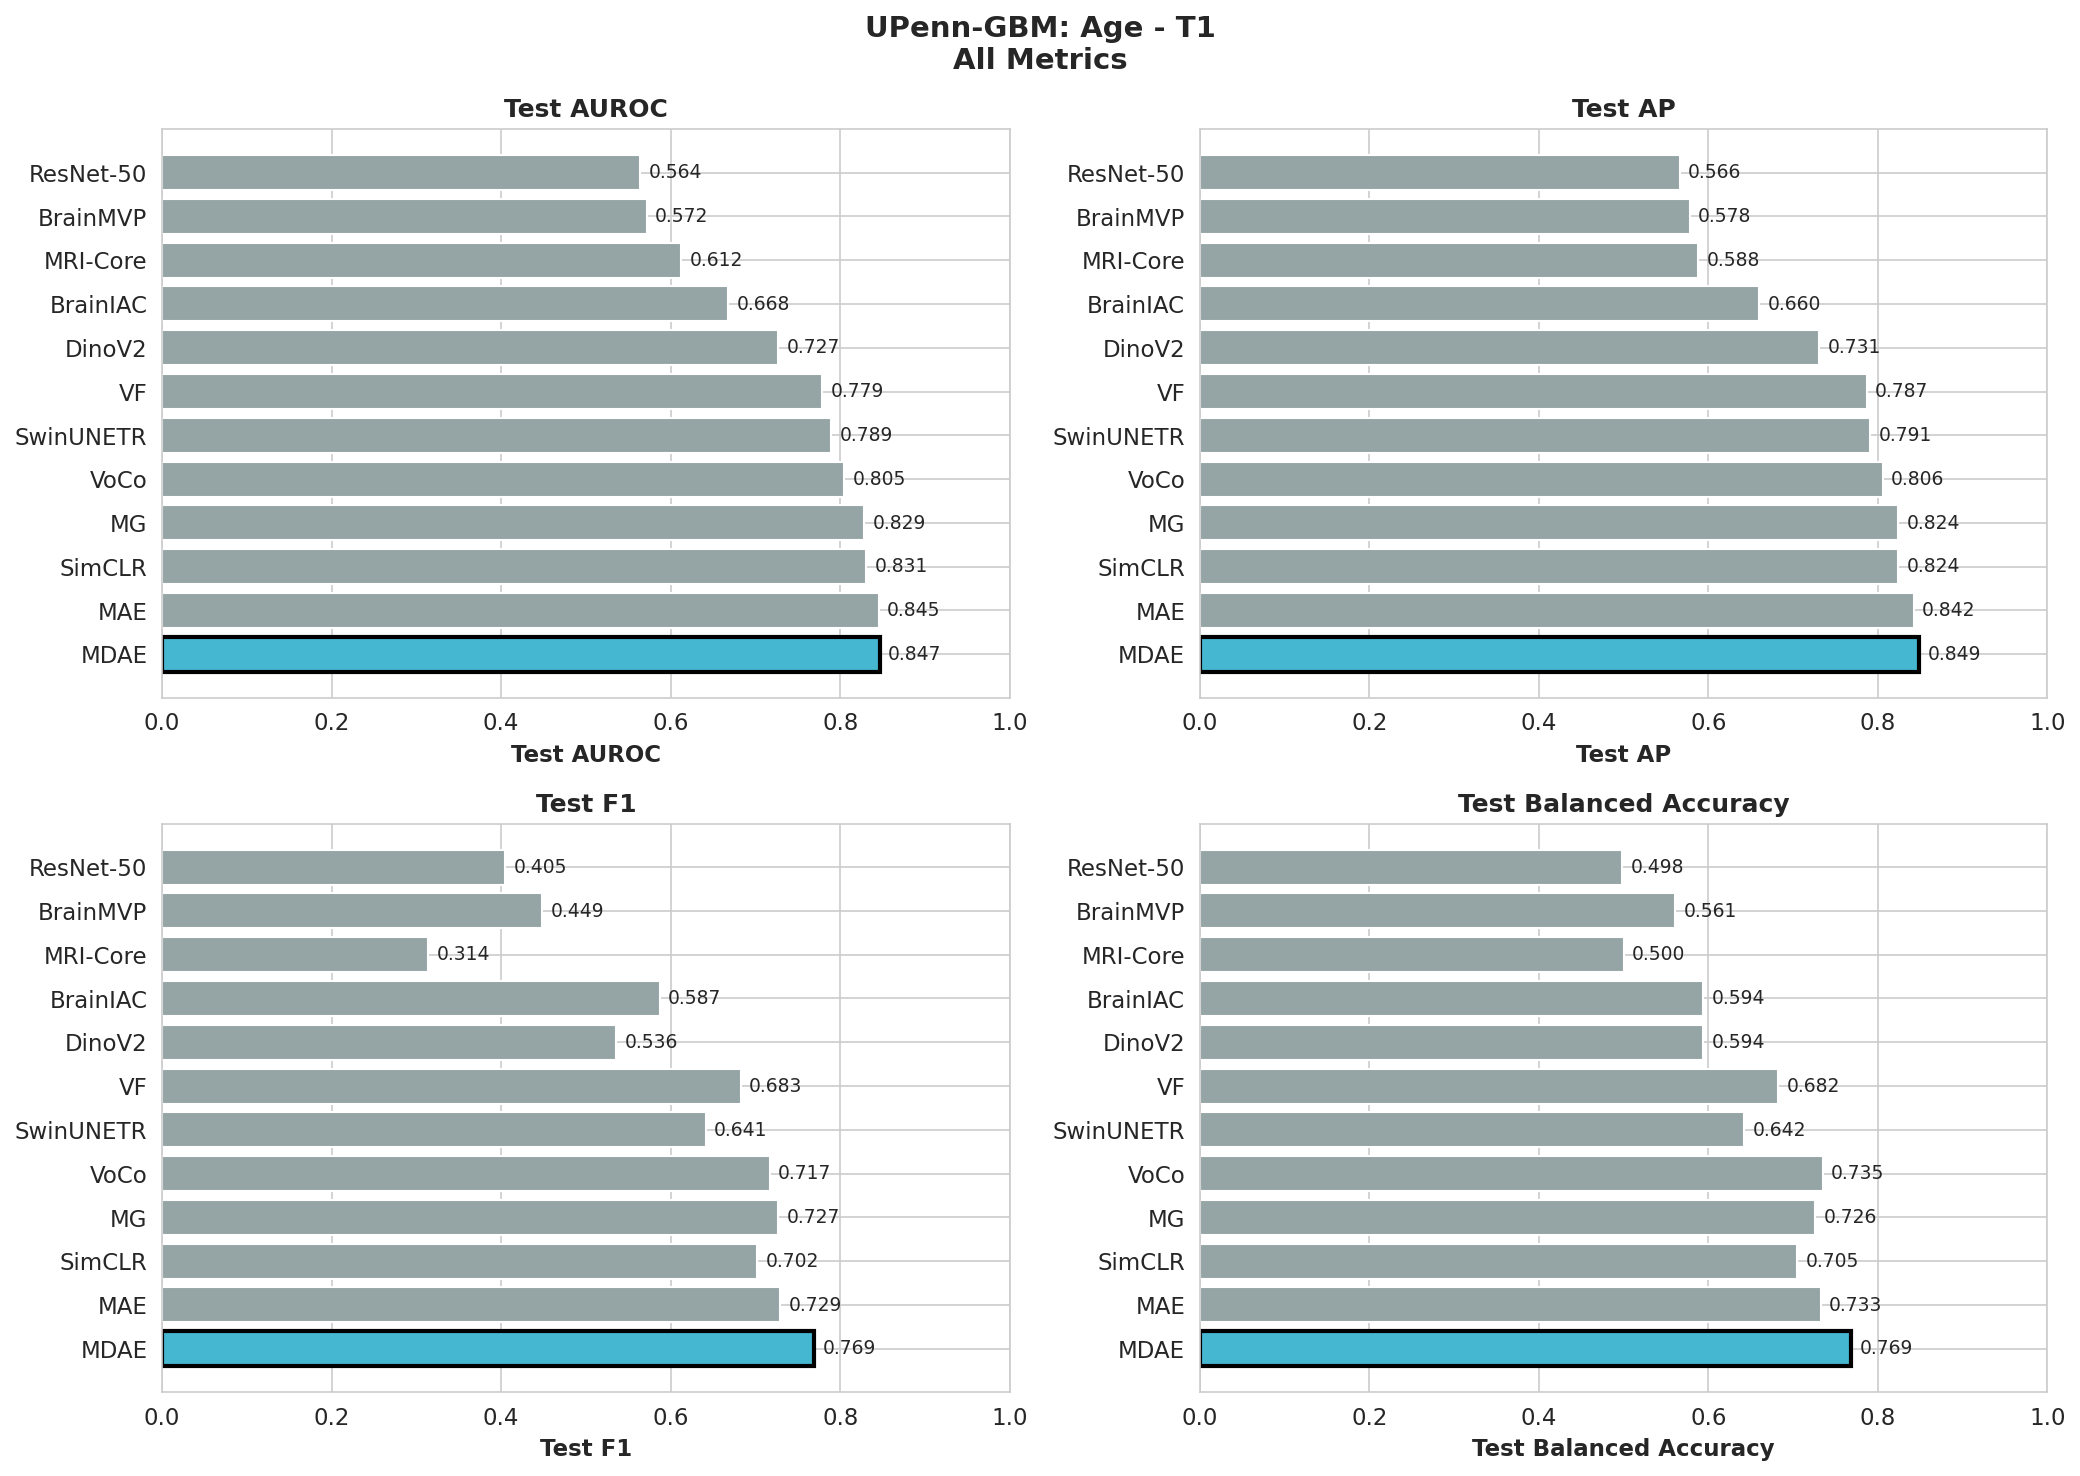 UPenn-GBM: Age - T1
All Metrics
Test AUROC
ResNet-50 0.564
BrainMVP 0.572
MRI-Core 0.612
BrainIAC 0.668
DinoV2 0.727
VF 0.779
SwinUNETR 0.789
VoCo 0.805
MG 0.829
SimCLR 0.831
MAE 0.845
MDAE 0.847
0.0 0.2 0.4 0.6 0.8 1.0
Test AUROC
Test AP
ResNet-50 0.566
BrainMVP 0.578
MRI-Core 0.588
BrainIAC 0.660
DinoV2 0.731
VF 0.787
SwinUNETR 0.791
VoCo 0.806
MG 0.824
SimCLR 0.824
MAE 0.842
MDAE 0.849
0.0 0.2 0.4 0.6 0.8 1.0
Test AP
Test F1
ResNet-50 0.405
BrainMVP 0.449
MRI-Core 0.314
BrainIAC 0.587
DinoV2 0.536
VF 0.683
SwinUNETR 0.641
VoCo 0.717
MG 0.727
SimCLR 0.702
MAE 0.729
MDAE 0.769
0.0 0.2 0.4 0.6 0.8 1.0
Test F1
Test Balanced Accuracy
ResNet-50 0.498
BrainMVP 0.561
MRI-Core 0.500
BrainIAC 0.594
DinoV2 0.594
VF 0.682
SwinUNETR 0.642
VoCo 0.735
MG 0.726
SimCLR 0.705
MAE 0.733
MDAE 0.769
0.0 0.2 0.4 0.6 0.8 1.0
Test Balanced Accuracy